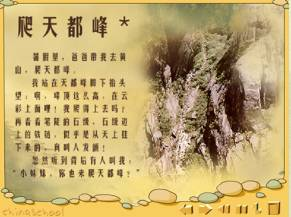 爬天都峰 *
暑假里，爸爸带我去黄
山，爬天都峰。
我站在天都峰脚下抬头
望，啊，峰顶这么高，在云
彩上面哩！我爬得上去吗？
再看看笔陡的石级，石级边
上的铁链，似乎是从天上挂
下来的，真叫人发颤！
忽然听到背后有人叫我：
“小妹妹，你也来爬天都峰？”
chinaschool